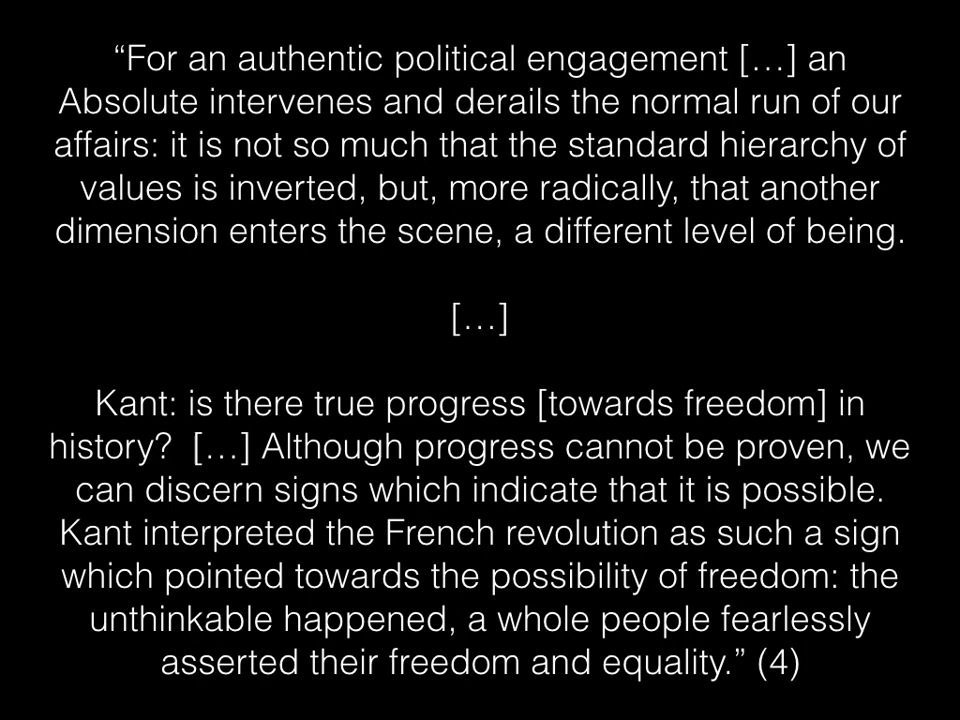 “For an authentic political engagement […] an
Absolute intervenes and derails the normal run of our
affairs: it is not so much that the standard hierarchy of
values is inverted, but, more radically, that another
dimension enters the scene, a different level of being.
[…]
Kant: is there true progress [towards freedom] in
history?  […] Although progress cannot be proven, we
can discern signs which indicate that it is possible.
Kant interpreted the French revolution as such a sign
which pointed towards the possibility of freedom: the
unthinkable happened, a whole people fearlessly
asserted their freedom and equality.” (4)